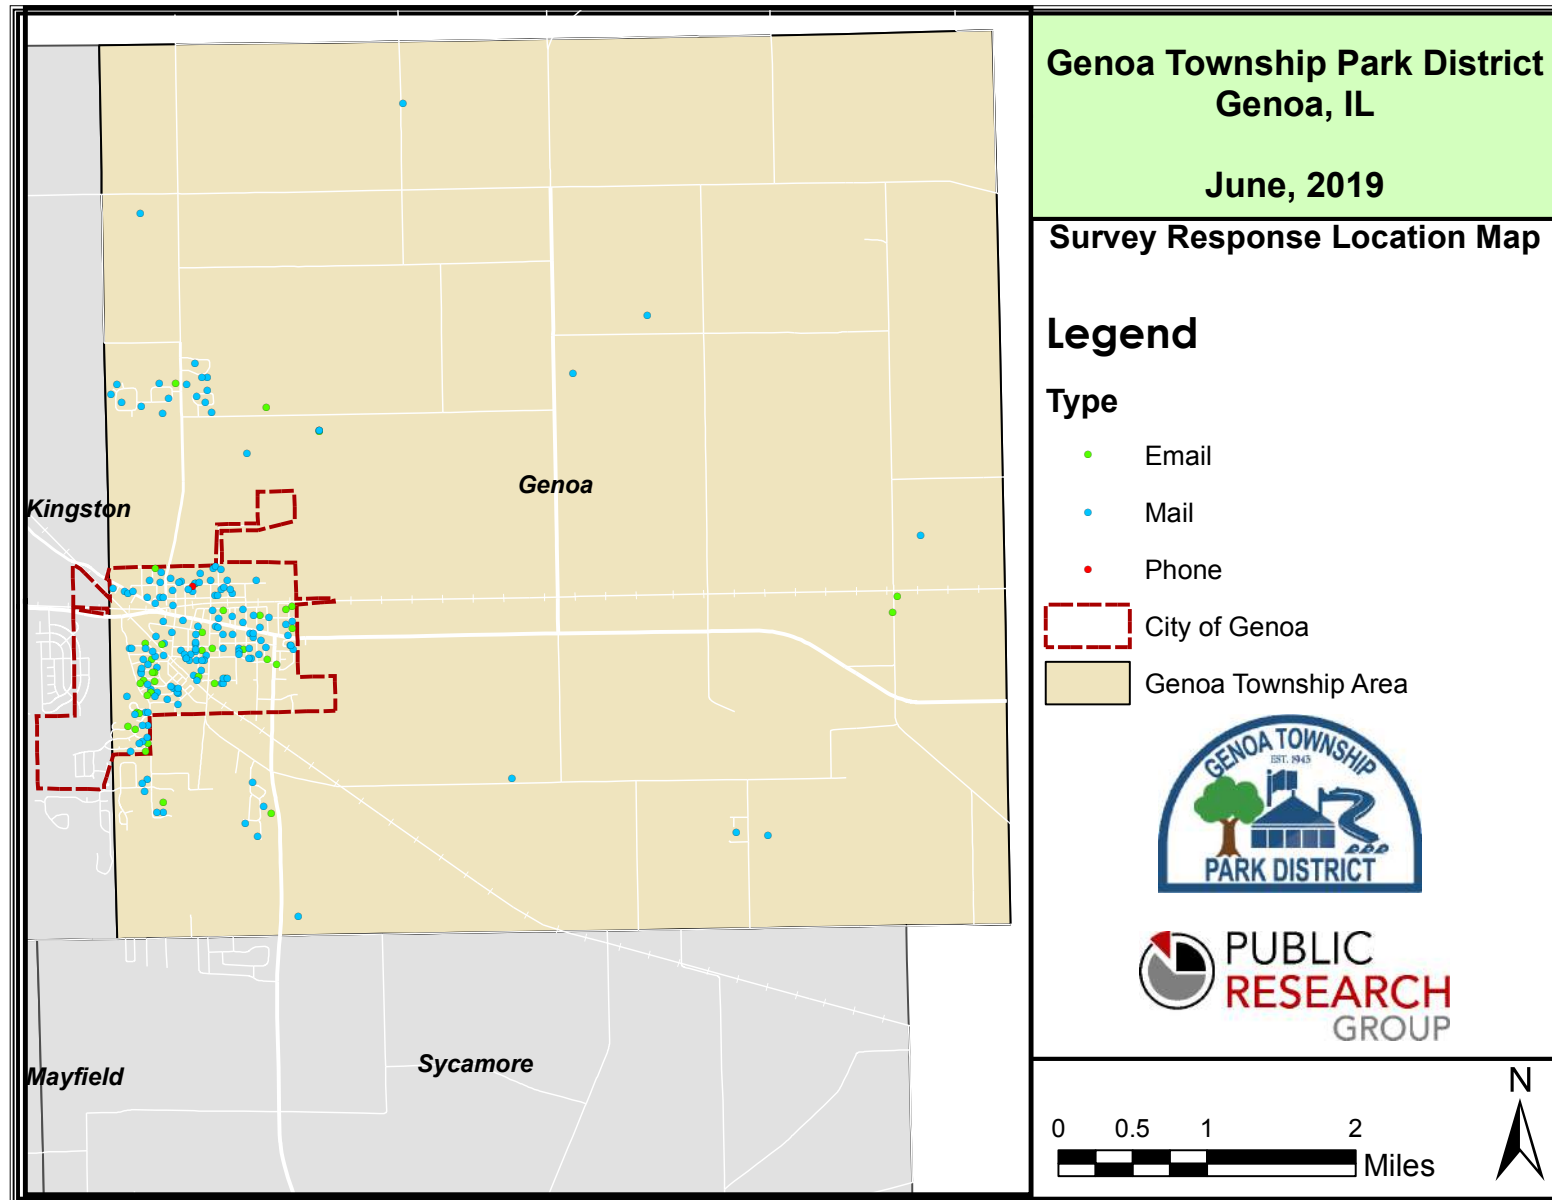 Genoa Township Park District
Genoa, IL
June, 2019
Survey Response Location Map
Legend
Type
Email
Mail
Phone
City of Genoa
Genoa Township Area
GENOA TOWNSHIP
EST. 1943
PARK DISTRICT
PUBLIC
RESEARCH
GROUP
0 0.5 1 2
Miles
N
Genoa
Kingston
Sycamore
Mayfield